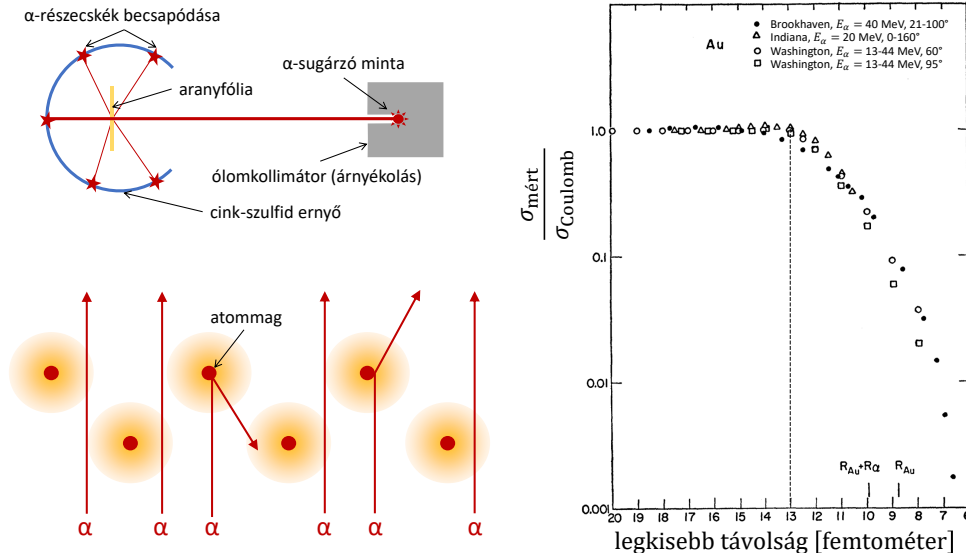 α-részecskék becsapódása
aranyfólia
α-sugárzó minta
ólomkollimátor (árnyékolás)
cink-szulfid ernyő
atommag
α α α α α α
Au
Brookhaven, Eα = 40 MeV, 21-100°
Indiana, Eα = 20 MeV, 0-160°
Washington, Eα = 13-44 MeV, 60°
Washington, Eα = 13-44 MeV, 95°
σmért
σCoulomb
1.0
0.1
0.01
0.001
RAu+Rα RAu
20 19 18 17 16 15 14 13 12 11 10 9 8 7 6
legkisebb távolság [femtométer]